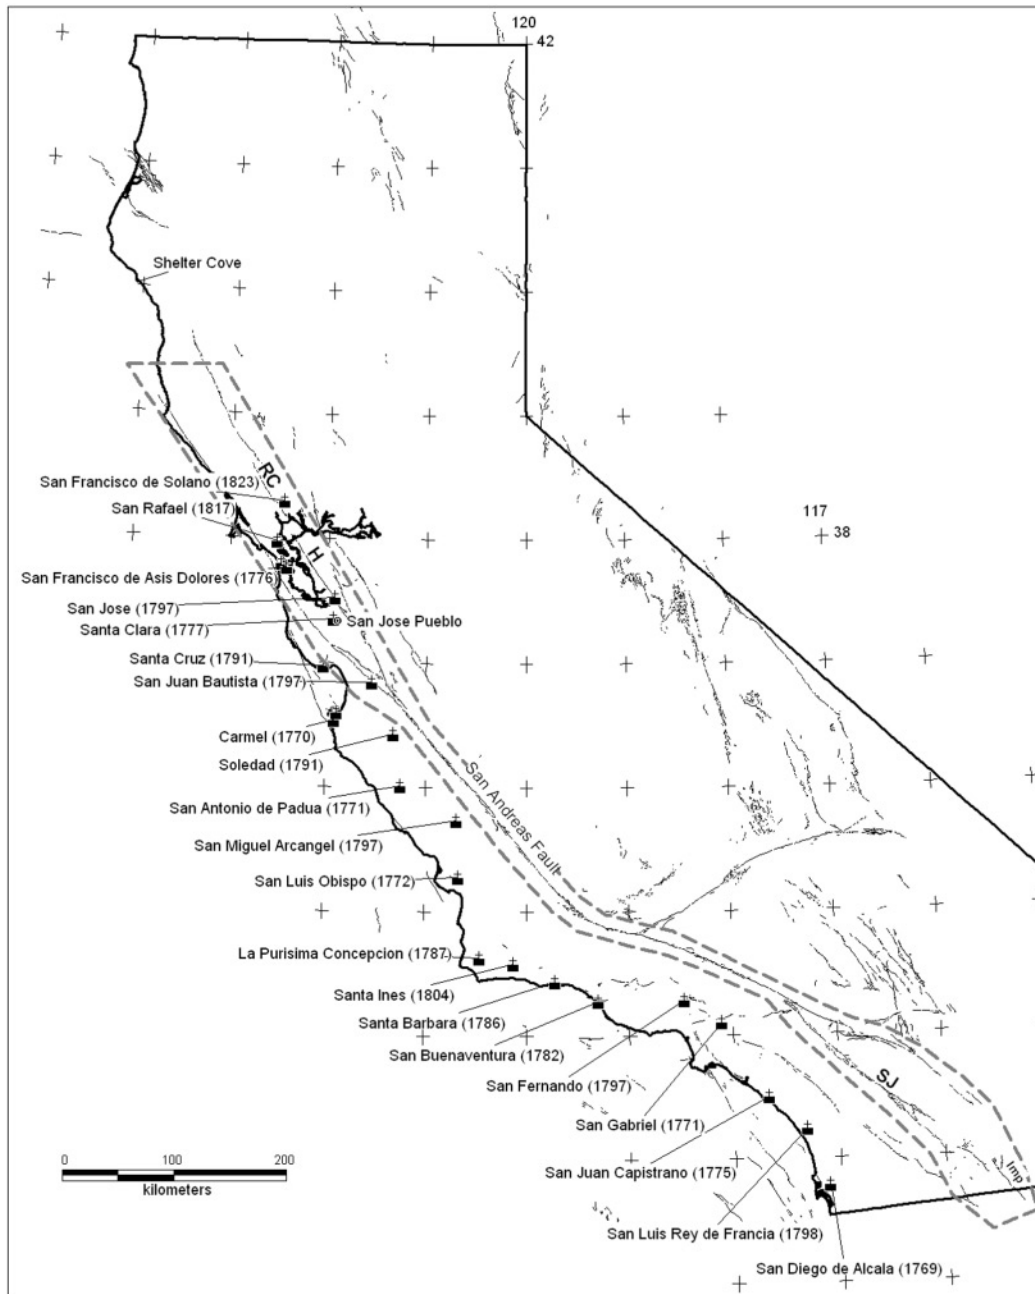 120
42
Shelter Cove
RC
San Francisco de Solano (1823)
San Rafael (1817)
117
38
H
San Francisco de Asis Dolores (1776)
San Jose (1797)
San Jose Pueblo
Santa Clara (1777)
Santa Cruz (1791)
San Juan Bautista (1797)
Carmel (1770)
Soledad (1791)
San Andreas Fault
San Antonio de Padua (1771)
San Miguel Arcangel (1797)
San Luis Obispo (1772)
La Purisima Concepcion (1787)
Santa Ines (1804)
Santa Barbara (1786)
San Buenaventura (1782)
San Fernando (1797)
SJ
San Gabriel (1771)
San Juan Capistrano (1775)
Imp
0 100 200
kilometers
San Luis Rey de Francia (1798)
San Diego de Alcala (1769)